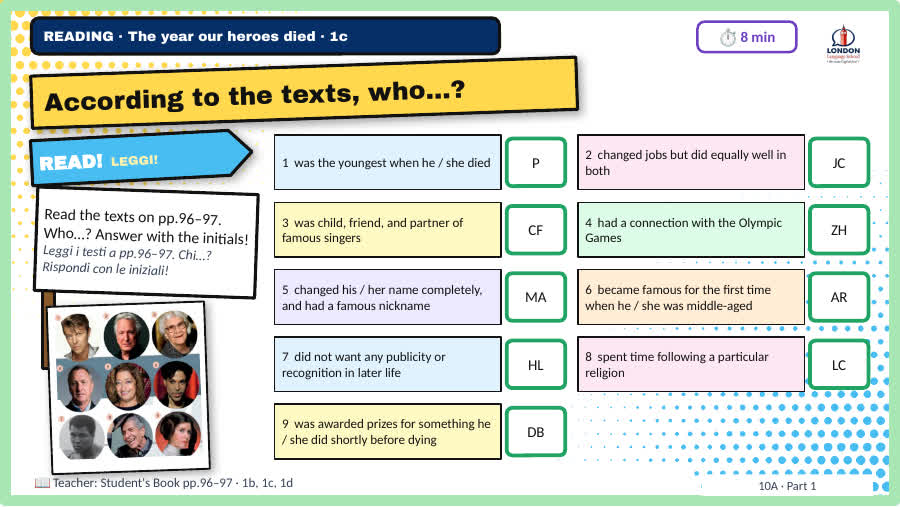 READING · The year our heroes died · 1c
⏱️ 8 min
LONDON
Language School
According to the texts, who…?
READ! LEGGI!
Read the texts on pp.96–97.
Who…? Answer with the initials!
Leggi i testi a pp.96–97. Chi…?
Rispondi con le iniziali!
1 was the youngest when he / she died
P
2 changed jobs but did equally well in
both
JC
3 was child, friend, and partner of
famous singers
CF
4 had a connection with the Olympic
Games
ZH
5 changed his / her name completely,
and had a famous nickname
MA
6 became famous for the first time
when he / she was middle-aged
AR
7 did not want any publicity or
recognition in later life
HL
8 spent time following a particular
religion
LC
9 was awarded prizes for something he
/ she did shortly before dying
DB
📖 Teacher: Student's Book pp.96–97 · 1b, 1c, 1d
10A · Part 1